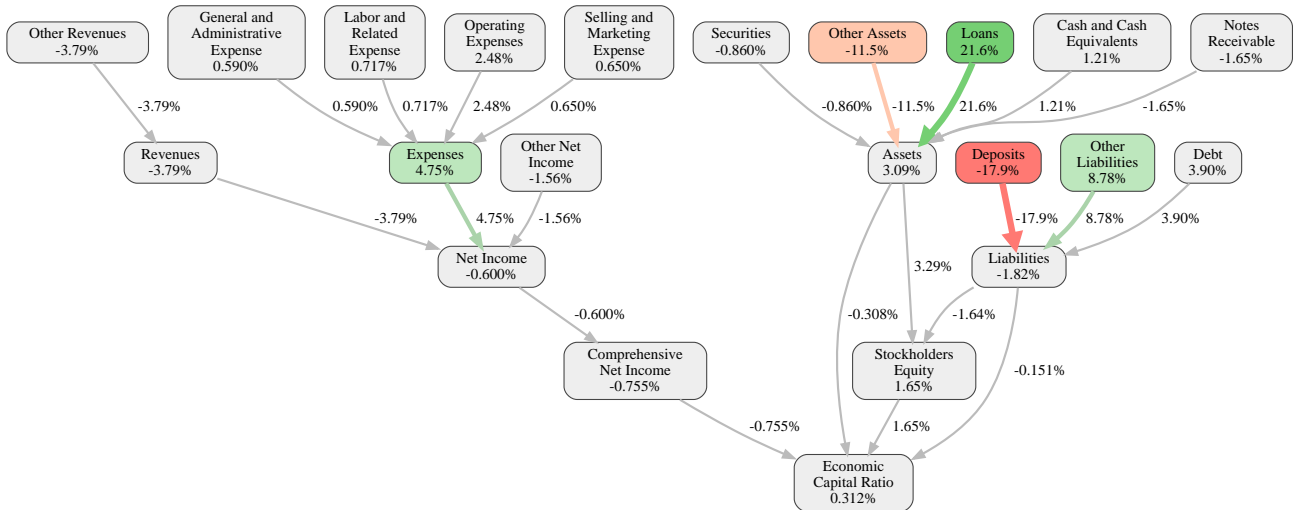 Other Revenues
-3.79%
General and
Administrative
Expense
0.590%
Labor and
Related
Expense
0.717%
Operating
Expenses
2.48%
Selling and
Marketing
Expense
0.650%
Securities
-0.860%
Other Assets
-11.5%
Loans
21.6%
Cash and Cash
Equivalents
1.21%
Notes
Receivable
-1.65%
-3.79%
0.590%
0.717%
2.48%
0.650%
-0.860%
-11.5%
21.6%
1.21%
-1.65%
Revenues
-3.79%
Expenses
4.75%
Other Net
Income
-1.56%
Assets
3.09%
Deposits
-17.9%
Other
Liabilities
8.78%
Debt
3.90%
-3.79%
4.75%
-1.56%
-17.9%
8.78%
3.90%
Net Income
-0.600%
3.29%
Liabilities
-1.82%
-0.600%
-0.308%
-1.64%
Comprehensive
Net Income
-0.755%
Stockholders
Equity
1.65%
-0.151%
-0.755%
1.65%
Economic
Capital Ratio
0.312%